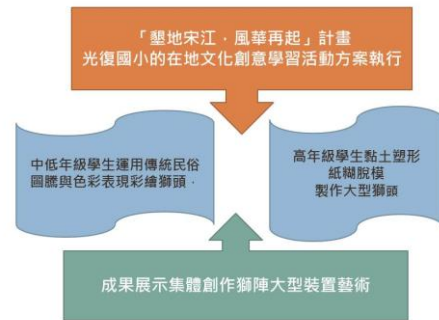 「墾地宋江．風華再起」計畫
光復國小的在地文化創意學習活動方案執行
中低年級學生運用傳統民俗
圖騰與色彩表現彩繪獅頭．
高年級學生黏土塑形
紙糊脫模
製作大型獅頭
成果展示集體創作獅陣大型裝置藝術